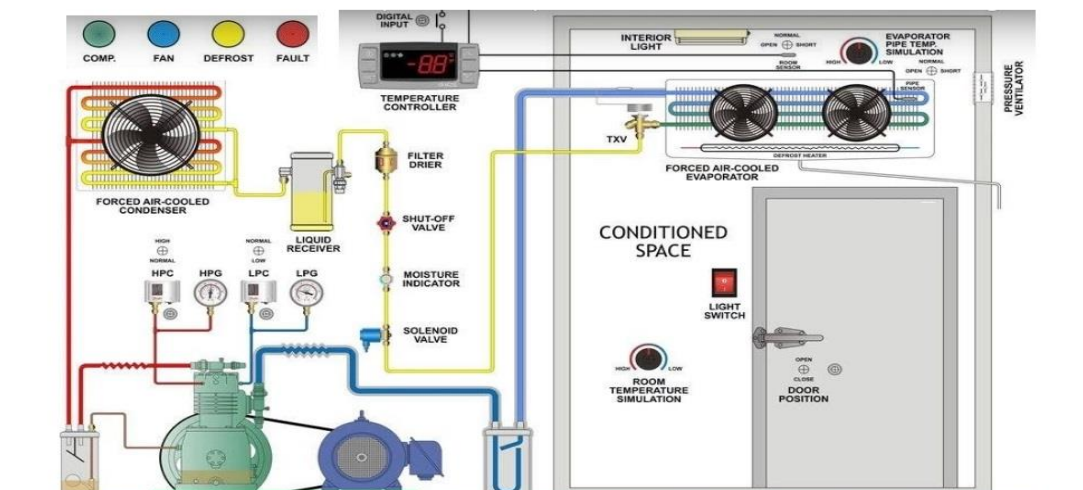 COMP.
FAN
DEFROST
FAULT
DIGITAL
INPUT
-88
TEMPERATURE
CONTROLLER
INTERIOR
LIGHT
NORMAL
OPEN
SHORT
ROOM
SENSOR
HIGH
LOW
EVAPORATOR
PIPE TEMP.
SIMULATION
NORMAL
OPEN
SHORT
PIPE
SENSOR
PRESSURE
VENTILATOR
TXV
DEFROST HEATER
FORCED AIR-COOLED
EVAPORATOR
FORCED AIR-COOLED
CONDENSER
LIQUID
RECEIVER
FILTER
DRIER
SHUT-OFF
VALVE
MOISTURE
INDICATOR
SOLENOID
VALVE
HIGH
NORMAL
HPC
HPG
NORMAL
LOW
LPC
LPG
CONDITIONED
SPACE
LIGHT
SWITCH
HIGH
LOW
ROOM
TEMPERATURE
SIMULATION
OPEN
CLOSE
DOOR
POSITION